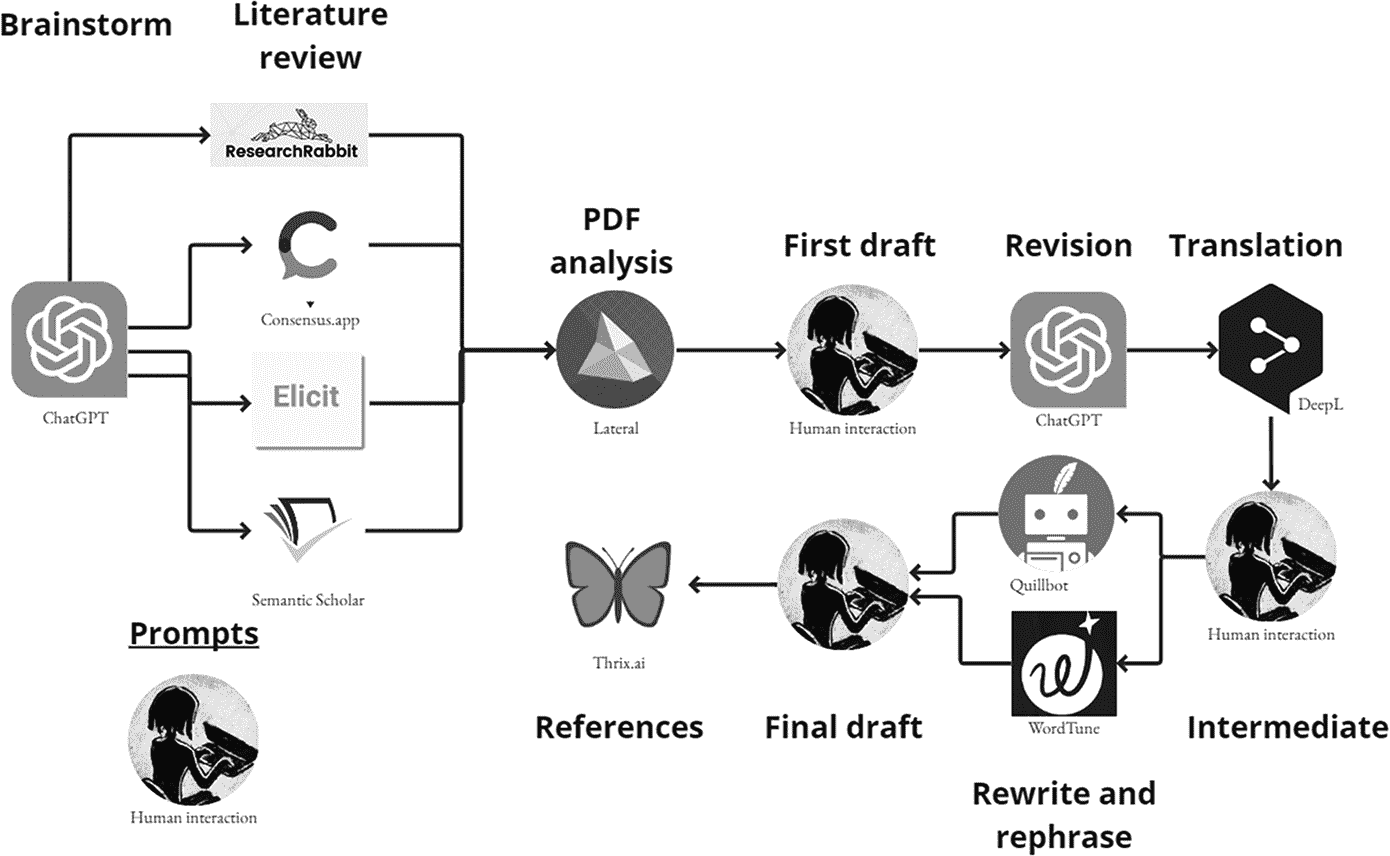 Brainstorm
Literature
review
ResearchRabbit
Consensus.app
Elicit
ChatGPT
Semantic Scholar
Prompts
Human interaction
PDF
analysis
Lateral
First draft
Human interaction
Revision
ChatGPT
Translation
DeepL
Human interaction
Intermediate
Quillbot
WordTune
Rewrite and
rephrase
Final draft
Thrix.ai
References